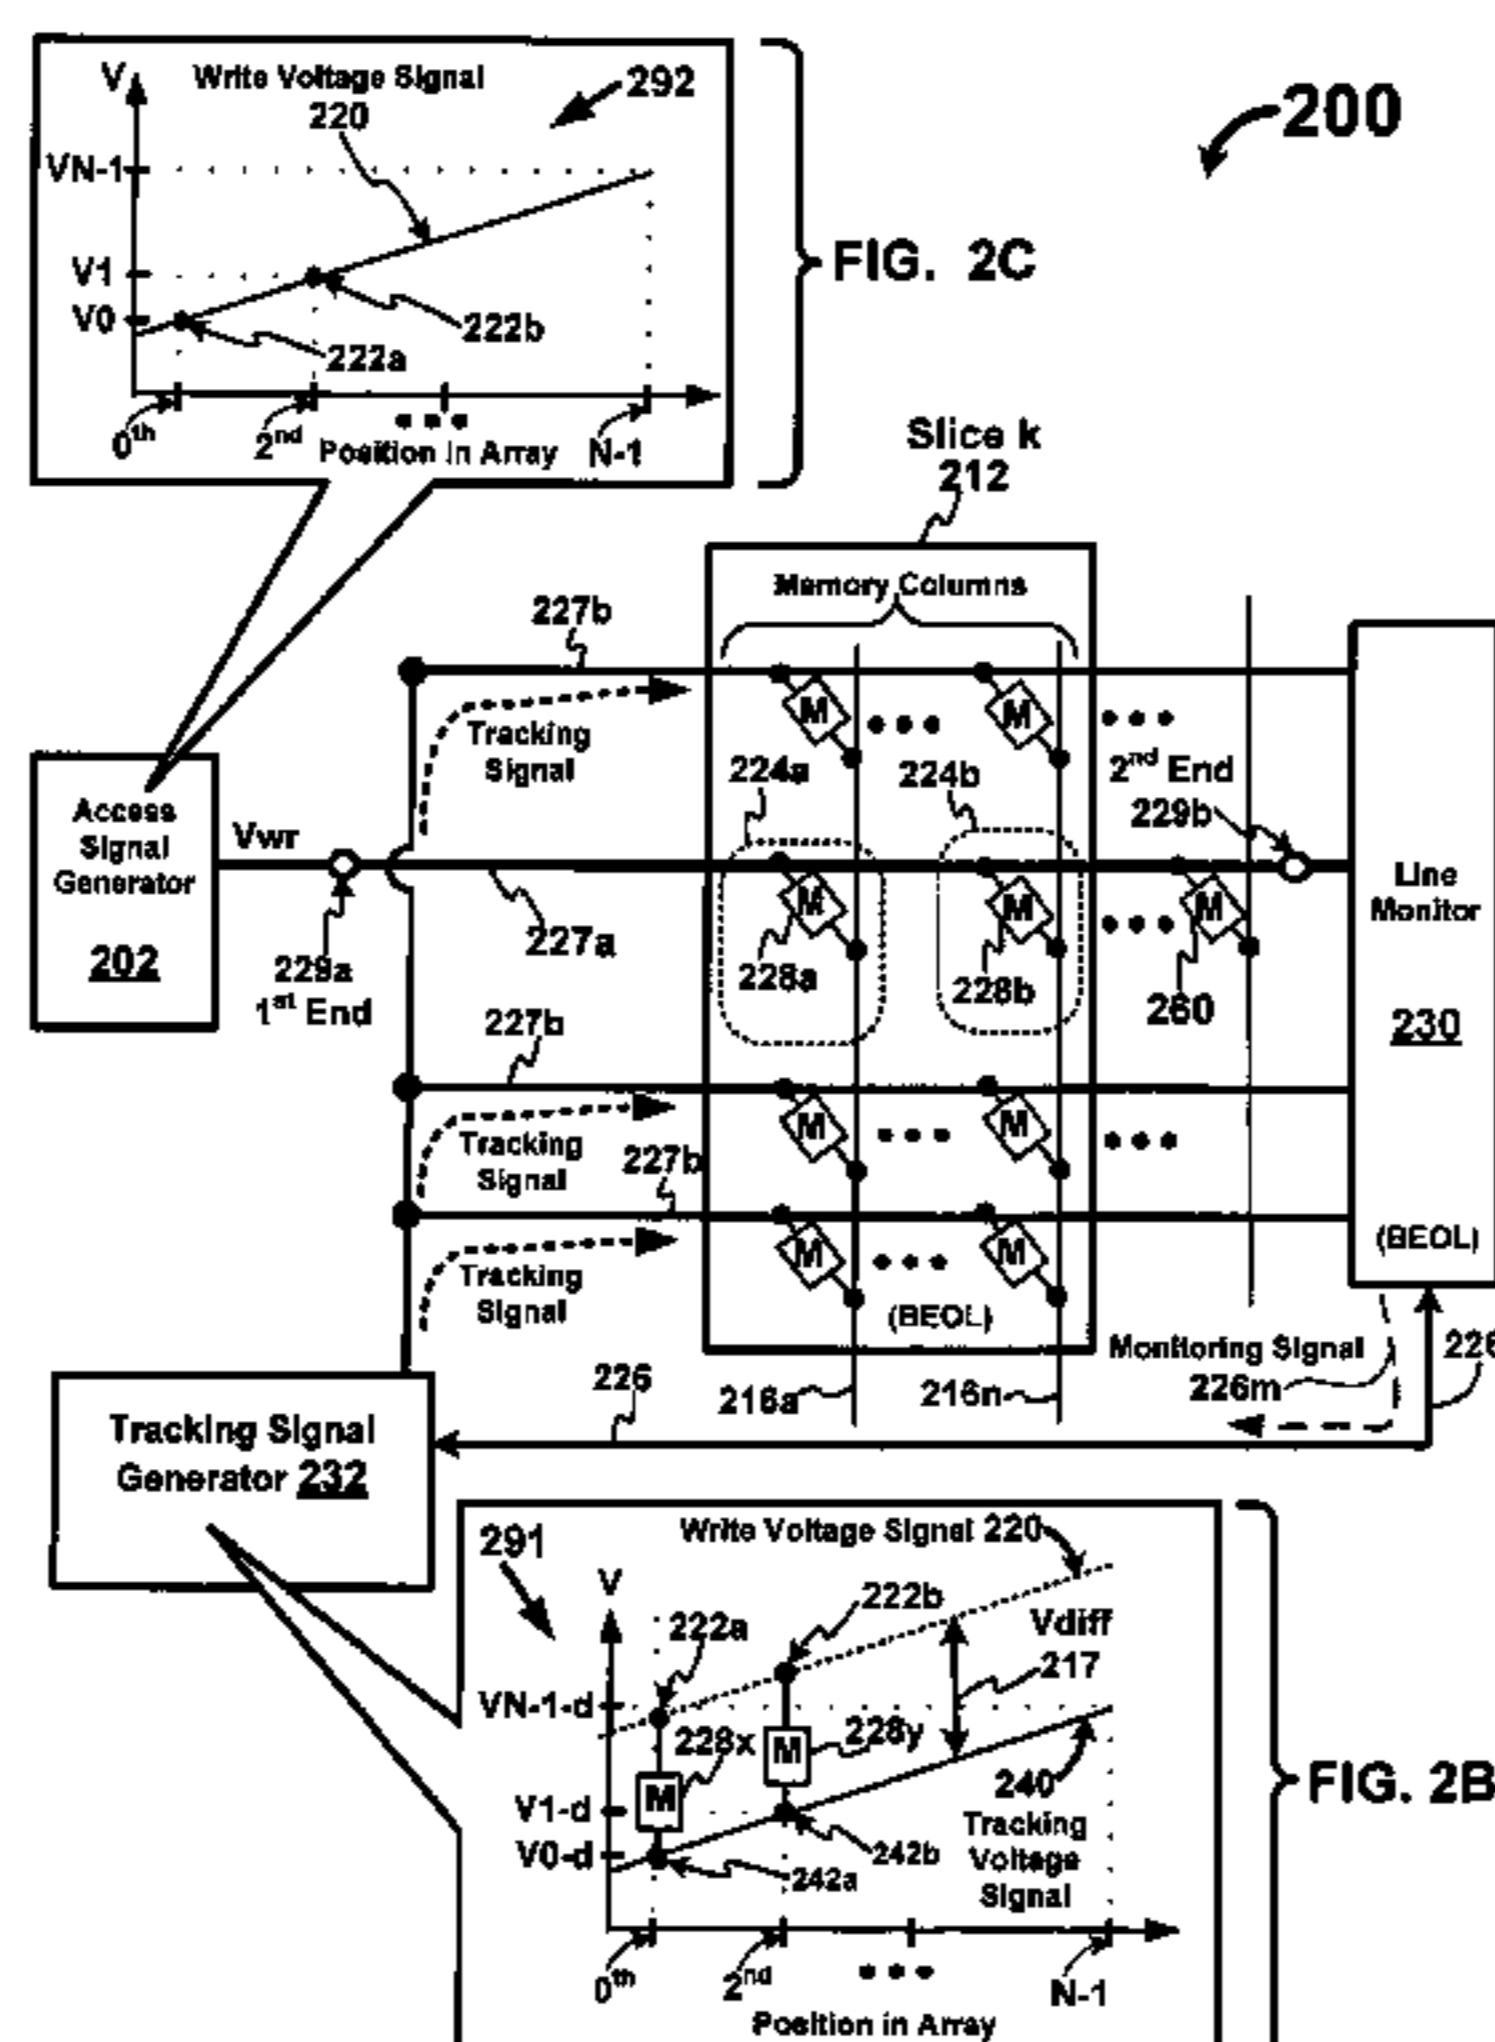 V
Write Voltage Signal
220
292
200
VN-1
V1
V0
222b
222a
FIG. 2C
0th
2nd
• • •
Position in Array
N-1
Slice k
212
Memory Columns
227b
Tracking
Signal
M
M
224a
224b
2nd End
229b
Access
Signal
Generator
202
Vwr
229a
1st End
227a
M
228a
M
228b
M
260
Line
Monitor
230
(BEOL)
227b
Tracking
Signal
M
M
227b
Tracking
Signal
M
M
(BEOL)
Monitoring Signal
226m
226
216a
216n
226
Tracking Signal
Generator 232
291
Write Voltage Signal 220
V
222a
222b
Vdiff
217
VN-1-d
228x
M
228y
M
V1-d
V0-d
240
Tracking
Voltage
Signal
242b
242a
FIG. 2B
0th
2nd
• • •
N-1
Position in Array